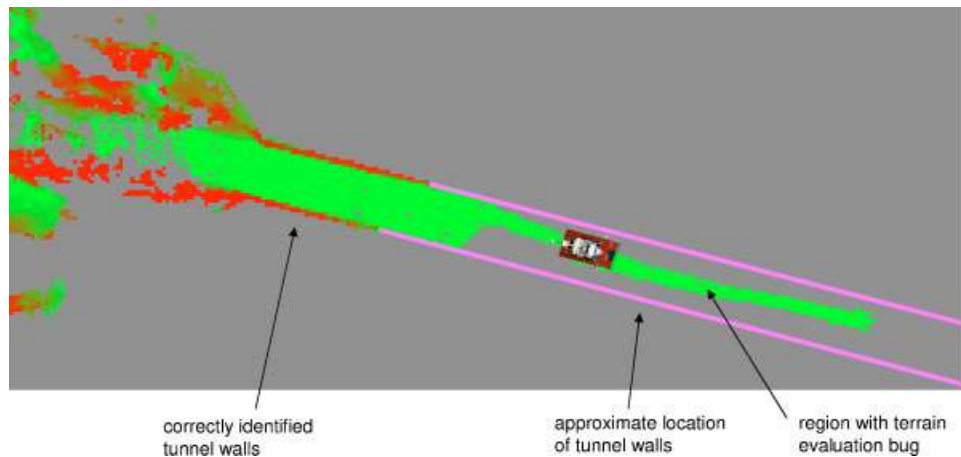 correctly identified
tunnel walls
approximate location
of tunnel walls
region with terrain
evaluation bug